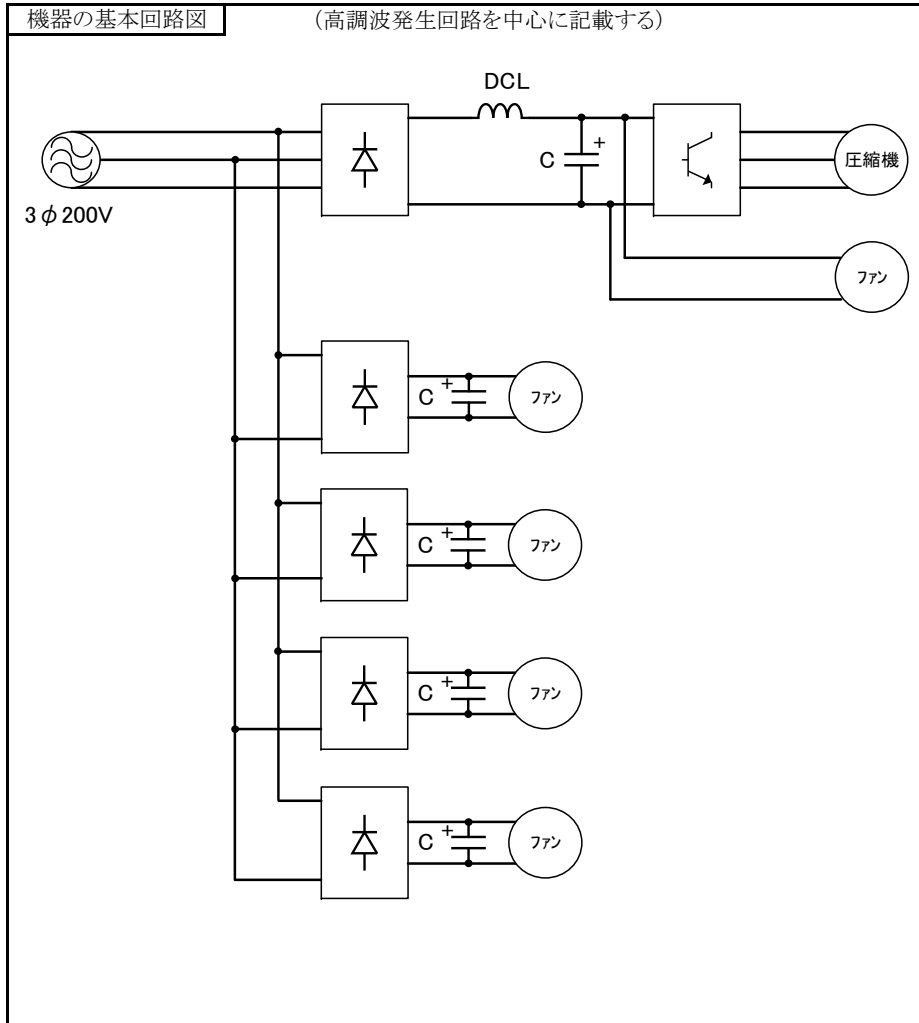 機器の基本回路図
(高調波発生回路を中心に記載する)
DCL
C +
圧縮機
3φ200V
ファン
C + ファン
C + ファン
C + ファン
C + ファン